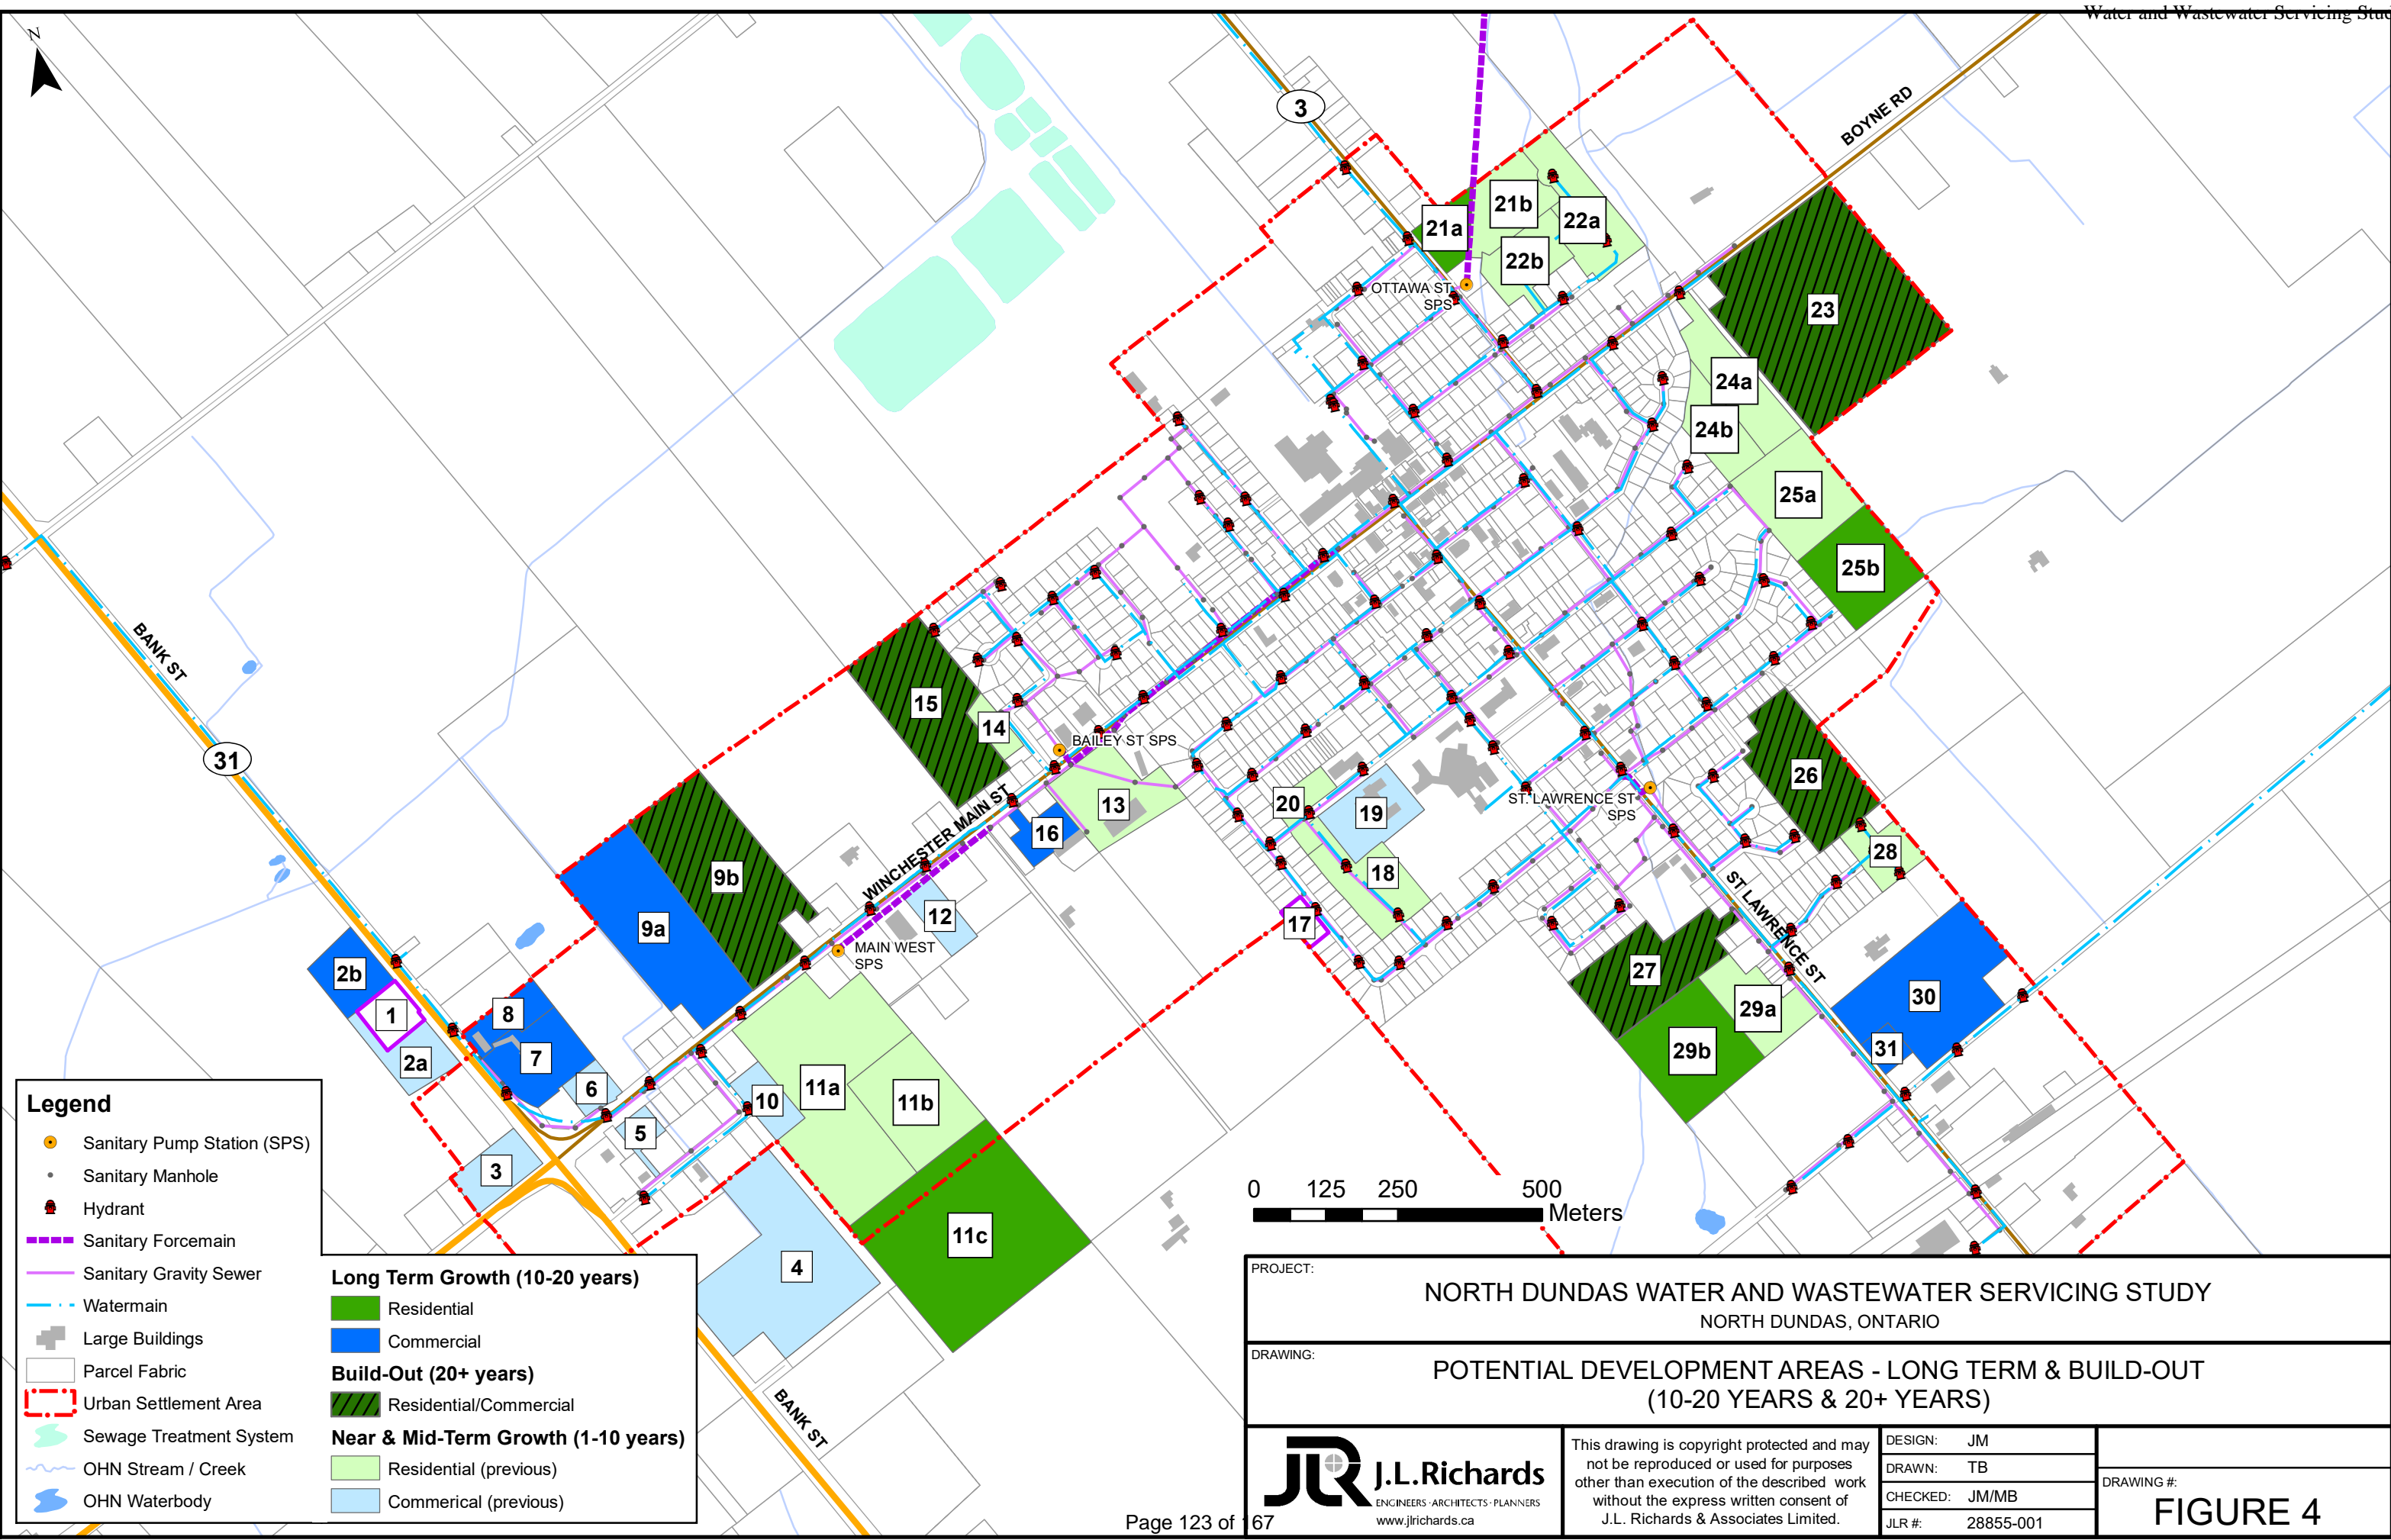 Water and Wastewater Servicing Stud
N
3
BOYNE RD
21a
21b
22a
22b
OTTAWA ST
SPS
23
24a
24b
25a
25b
BANK ST
31
15
14
BAILEY ST SPS
13
16
WINCHESTER MAIN ST
9b
9a
12
MAIN WEST
SPS
20
19
18
17
ST. LAWRENCE ST
SPS
26
28
ST LAWRENCE ST
27
29a
29b
30
31
2b
1
2a
8
7
6
5
3
10
11a
11b
11c
4
BANK ST
0 125 250 500
Meters
Legend
Sanitary Pump Station (SPS)
Sanitary Manhole
Hydrant
Sanitary Forcemain
Sanitary Gravity Sewer
Watermain
Large Buildings
Parcel Fabric
Urban Settlement Area
Sewage Treatment System
OHN Stream / Creek
OHN Waterbody
Long Term Growth (10-20 years)
Residential
Commercial
Build-Out (20+ years)
Residential/Commercial
Near & Mid-Term Growth (1-10 years)
Residential (previous)
Commerical (previous)
PROJECT:
NORTH DUNDAS WATER AND WASTEWATER SERVICING STUDY
NORTH DUNDAS, ONTARIO
DRAWING:
POTENTIAL DEVELOPMENT AREAS - LONG TERM & BUILD-OUT
(10-20 YEARS & 20+ YEARS)
JLR J.L.Richards
ENGINEERS · ARCHITECTS · PLANNERS
www.jlrichards.ca
This drawing is copyright protected and may
not be reproduced or used for purposes
other than execution of the described work
without the express written consent of
J.L. Richards & Associates Limited.
DESIGN: JM
DRAWN: TB
CHECKED: JM/MB
JLR #: 28855-001
DRAWING #:
FIGURE 4
Page 123 of 167